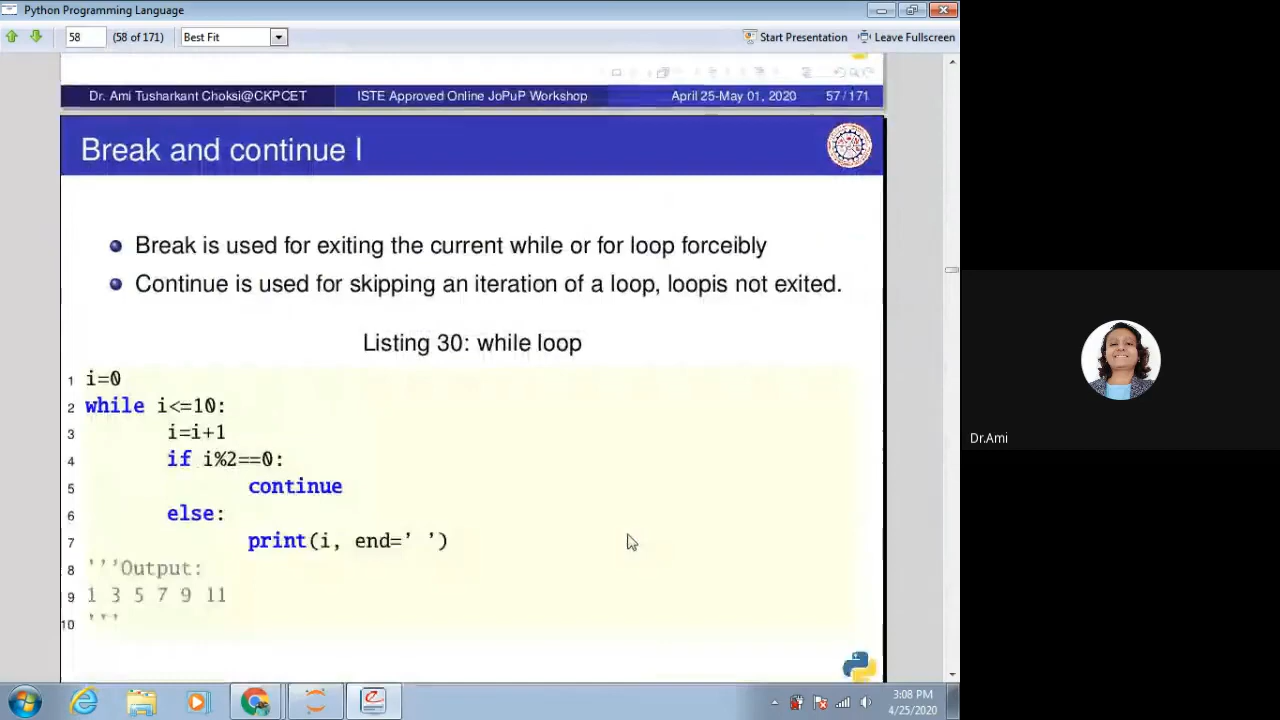 Python Programming Language
58 (58 of 171) Best Fit Start Presentation Leave Fullscreen
Dr. Ami Tusharkant Choksi@CKPCET ISTE Approved Online JoPuP Workshop April 25-May 01, 2020 57/171
Break and continue I
Break is used for exiting the current while or for loop forcibly
Continue is used for skipping an iteration of a loop, loopis not exited.
Listing 30: while loop
1 i=0
2 while i<=10:
3 i=i+1
4 if i%2==0:
5 continue
6 else:
7 print(i, end=' ')
8 '''Output:
9 1 3 5 7 9 11
10 '''
Dr.Ami
3:08 PM
4/25/2020